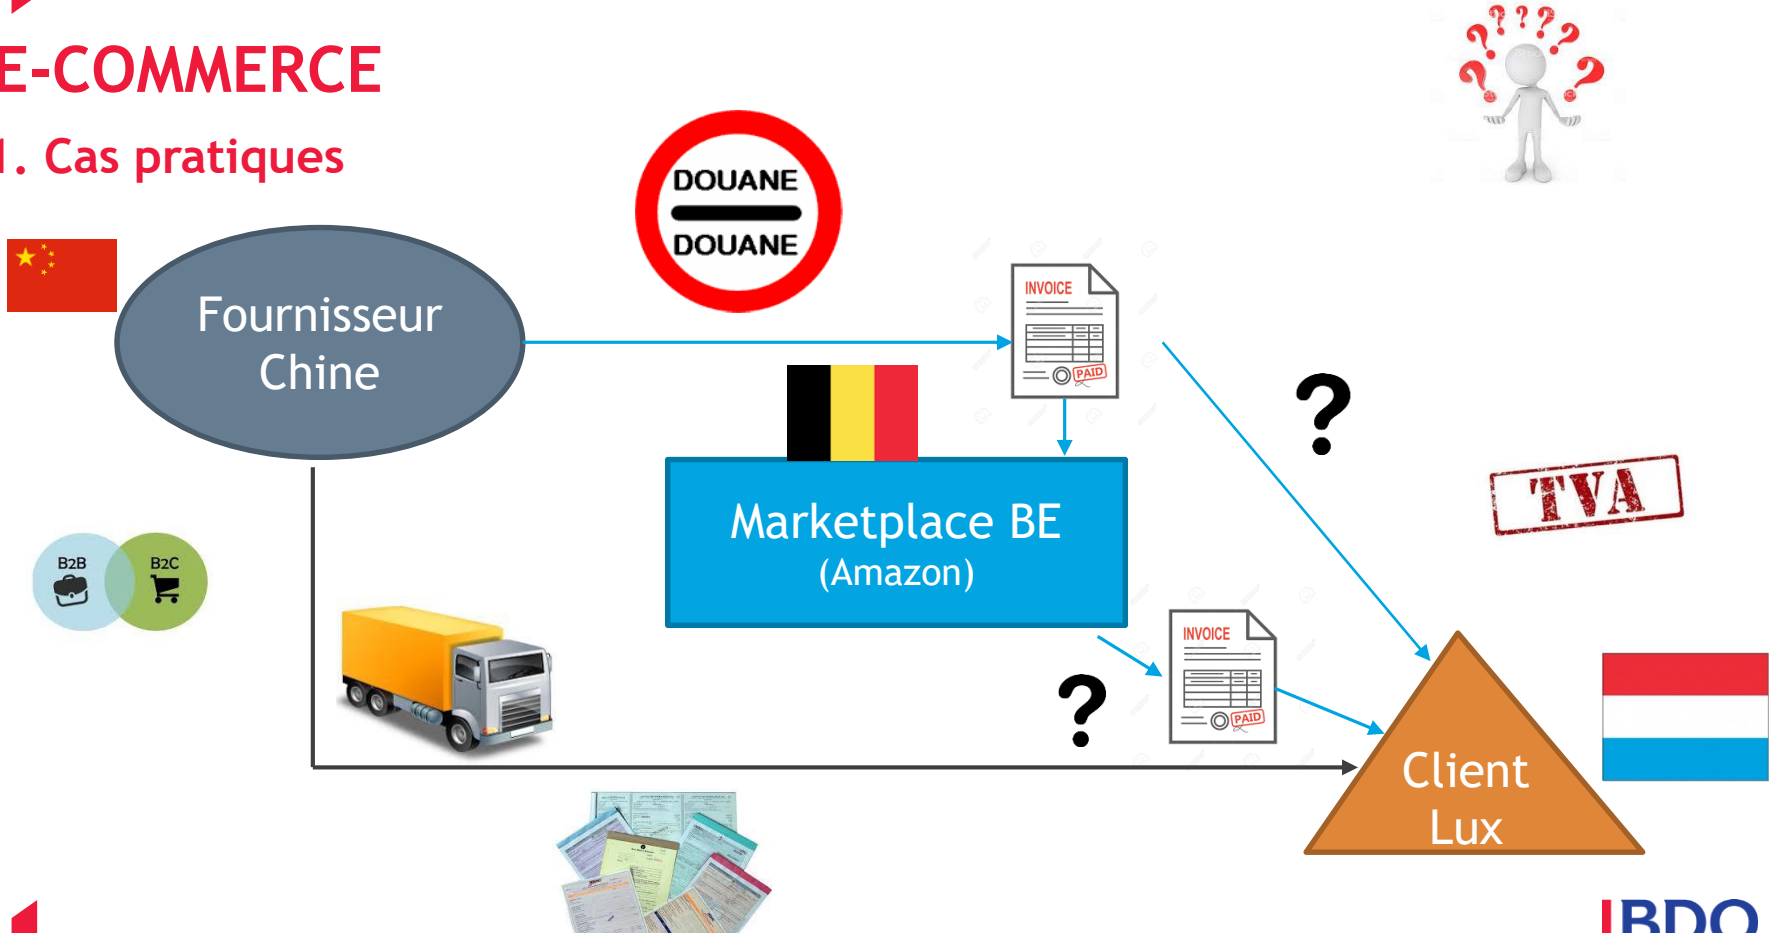 E-COMMERCE
1. Cas pratiques
DOUANE
DOUANE
Fournisseur
Chine
INVOICE
PAID
Marketplace BE
(Amazon)
TVA
B2B
B2C
INVOICE
PAID
Client
Lux
BDO